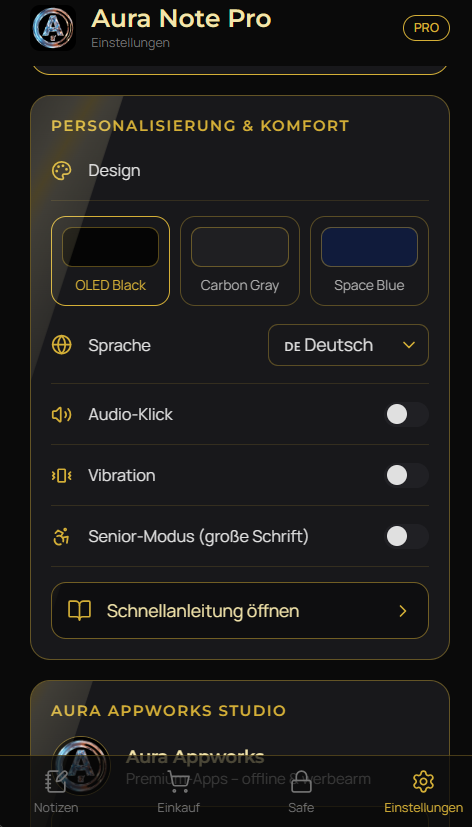 Aura Note Pro
Einstellungen
PRO
PERSONALISIERUNG & KOMFORT
Design
OLED Black
Carbon Gray
Space Blue
Sprache
DE Deutsch
Audio-Klick
Vibration
Senior-Modus (große Schrift)
Schnellanleitung öffnen
AURA APPWORKS STUDIO
Aura Appworks
Premium-Apps – offline & werbearm
Notizen
Einkauf
Safe
Einstellungen